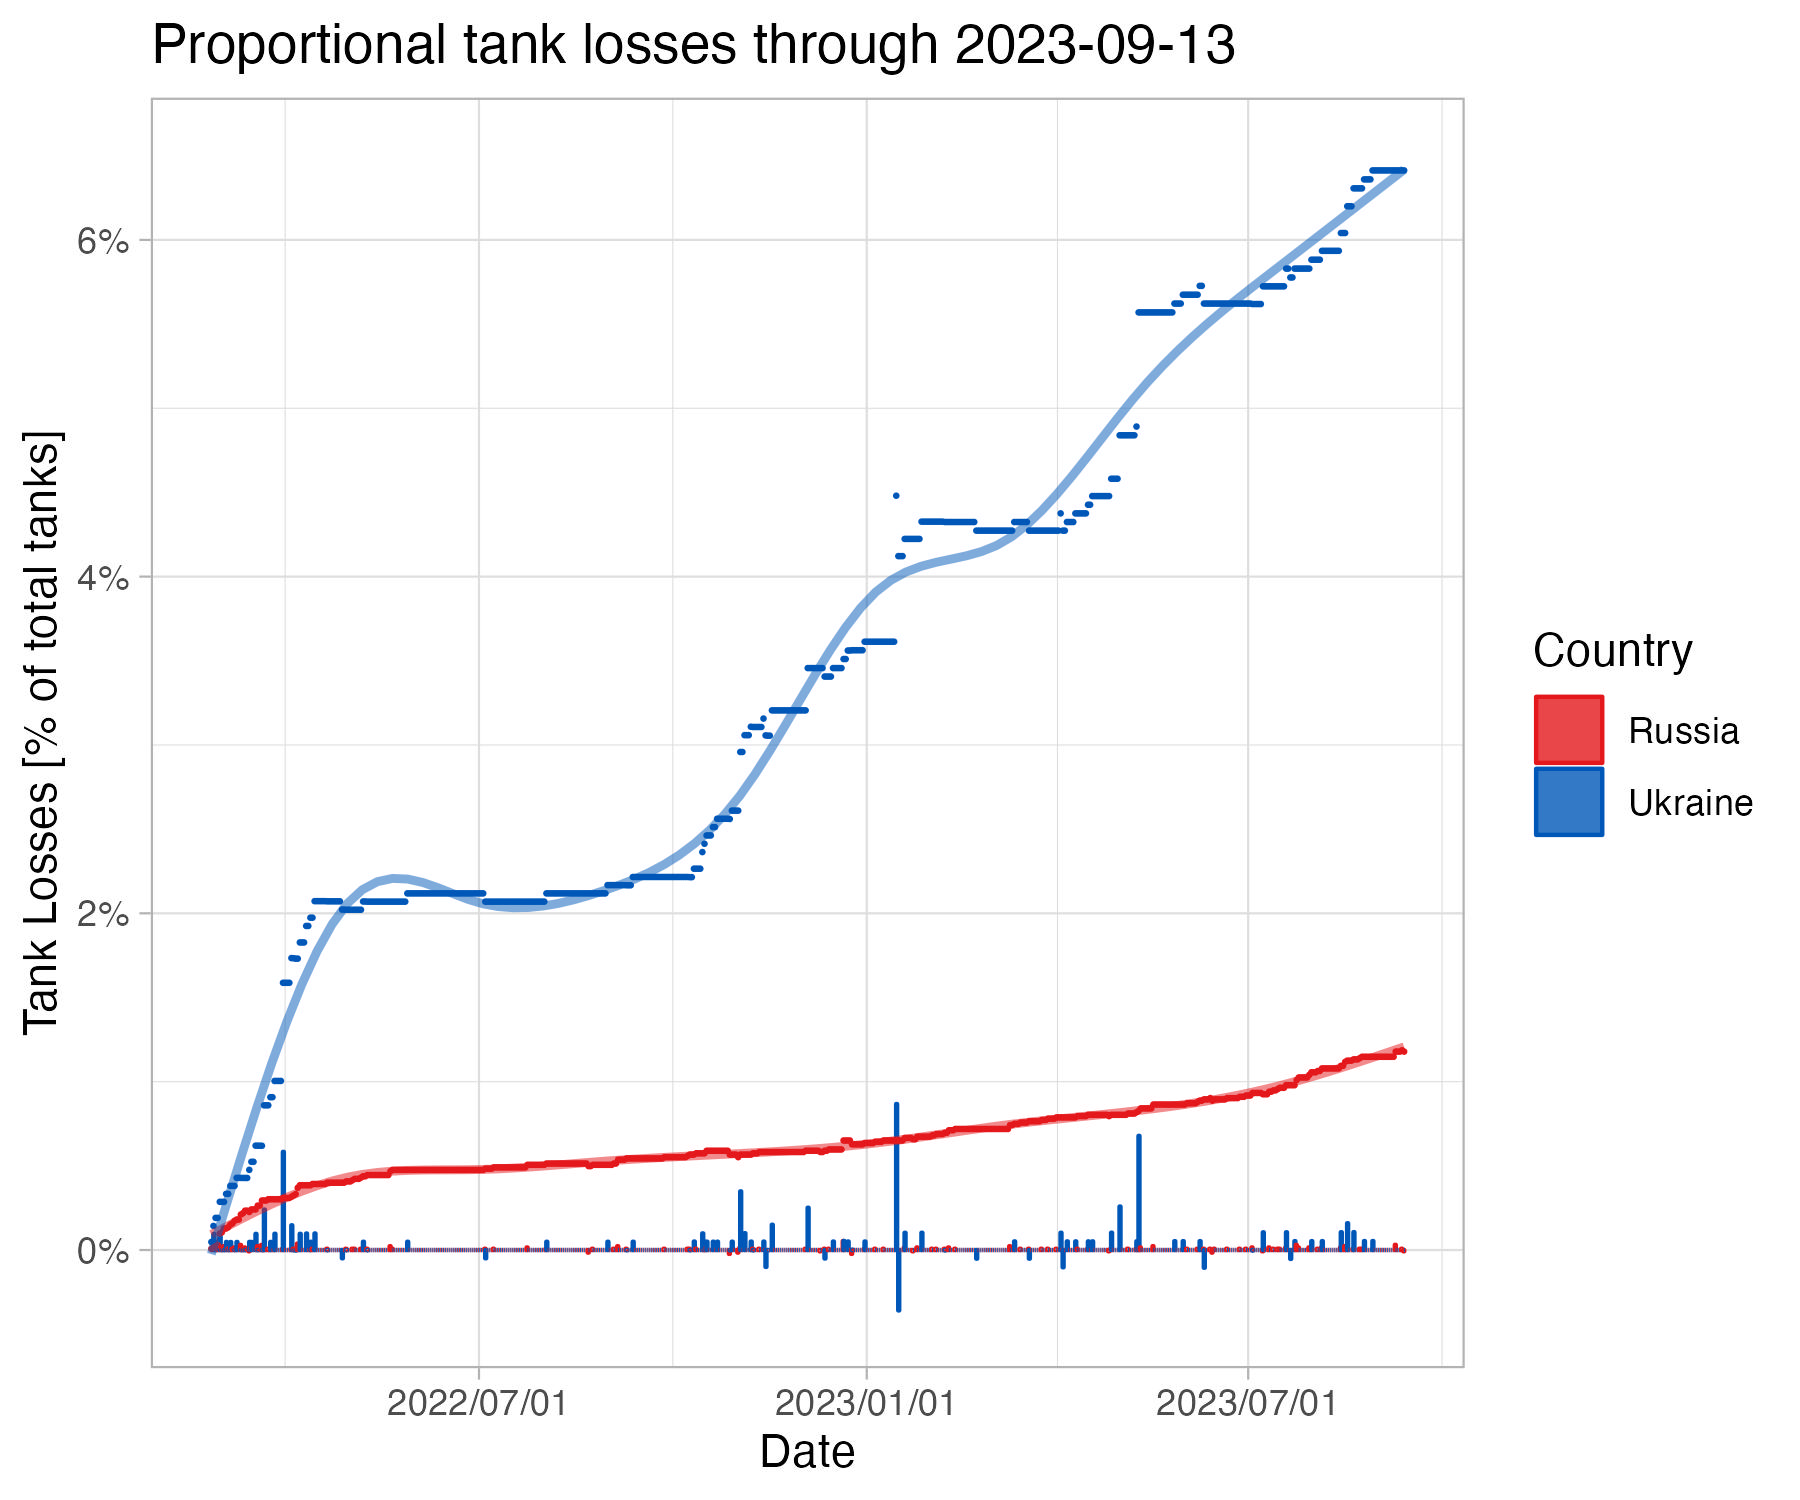 Proportional tank losses through 2023-09-13
Tank Losses [% of total tanks]
6%
4%
2%
0%
2022/07/01
2023/01/01
2023/07/01
Date
Country
Russia
Ukraine